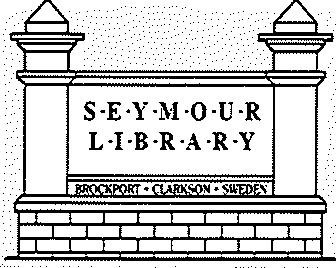 S·E·Y·M·O·U·R
L·I·B·R·A·R·Y
BROCKPORT · CLARKSON · SWEDEN